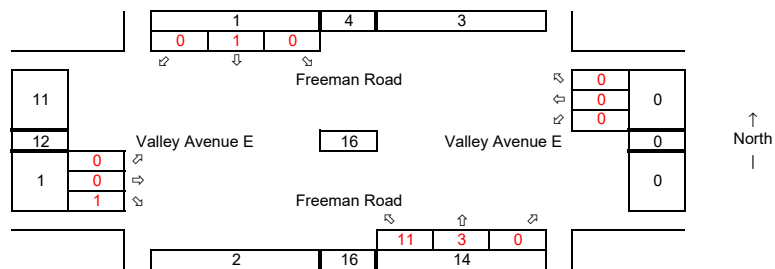 1 4 3
0 1 0
⬃ ⇩ ⬂
Freeman Road
11 ⬁ 0 0
⇦ 0
↑
12 Valley Avenue E 16 Valley Avenue E ⬃ 0 0 North
|
1 0 ⬀ 0
0 ⇨
1 ⬂
Freeman Road
⬁ ⇧ ⬀
11 3 0
2 16 14